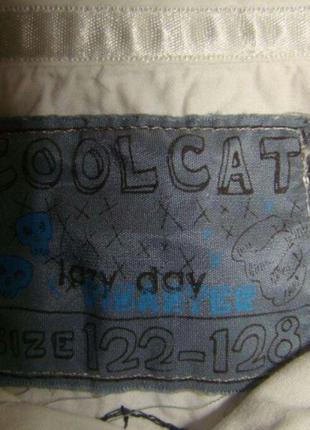 COOLCAT
lazy day
SIZE 122-128